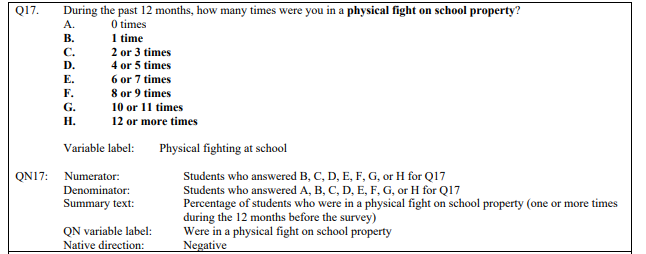 Q17. During the past 12 months, how many times were you in a physical fight on school property?
A. 0 times
B. 1 time
C. 2 or 3 times
D. 4 or 5 times
E. 6 or 7 times
F. 8 or 9 times
G. 10 or 11 times
H. 12 or more times
Variable label: Physical fighting at school
QN17: Numerator: Students who answered B, C, D, E, F, G, or H for Q17
Denominator: Students who answered A, B, C, D, E, F, G, or H for Q17
Summary text: Percentage of students who were in a physical fight on school property (one or more times
during the 12 months before the survey)
QN variable label: Were in a physical fight on school property
Native direction: Negative